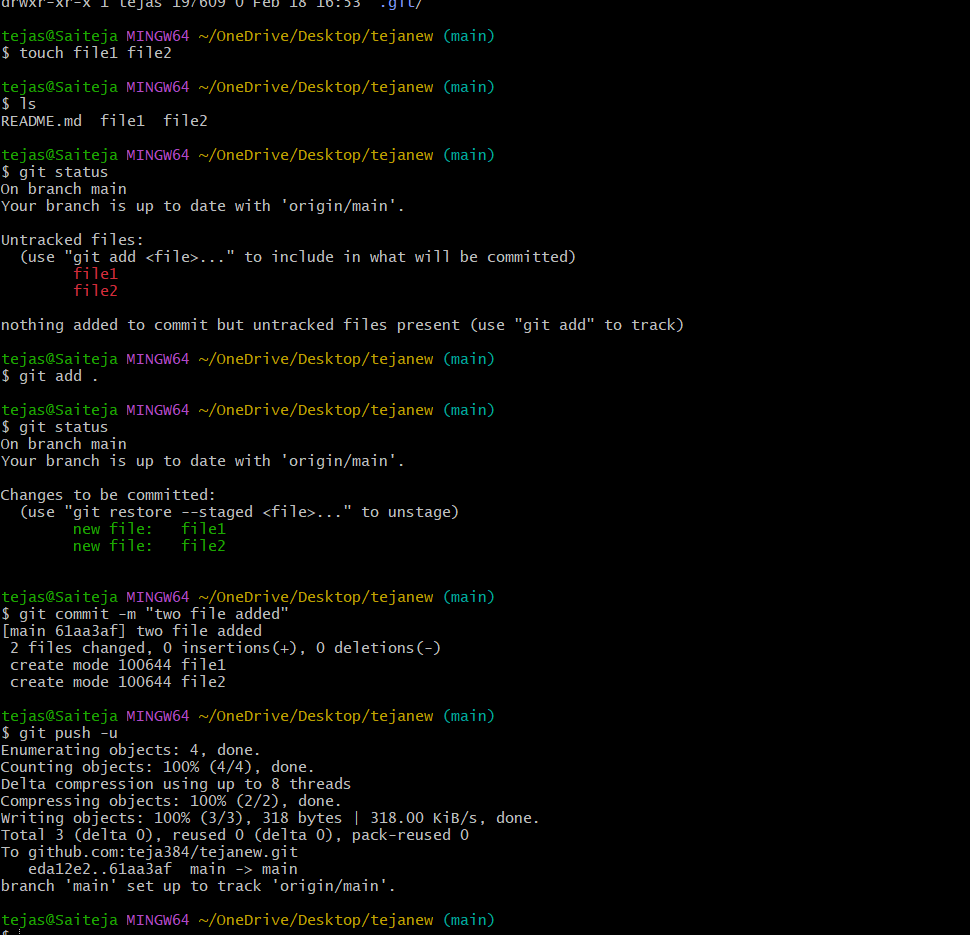 drwxr-xr-x 1 tejas 197609 0 Feb 18 16:53  .git/
tejas@Saiteja MINGW64 ~/OneDrive/Desktop/tejanew (main)
$ touch file1 file2
tejas@Saiteja MINGW64 ~/OneDrive/Desktop/tejanew (main)
$ ls
README.md  file1  file2
tejas@Saiteja MINGW64 ~/OneDrive/Desktop/tejanew (main)
$ git status
On branch main
Your branch is up to date with 'origin/main'.
Untracked files:
  (use "git add <file>..." to include in what will be committed)
        file1
        file2
nothing added to commit but untracked files present (use "git add" to track)
tejas@Saiteja MINGW64 ~/OneDrive/Desktop/tejanew (main)
$ git add .
tejas@Saiteja MINGW64 ~/OneDrive/Desktop/tejanew (main)
$ git status
On branch main
Your branch is up to date with 'origin/main'.
Changes to be committed:
  (use "git restore --staged <file>..." to unstage)
        new file:   file1
        new file:   file2
tejas@Saiteja MINGW64 ~/OneDrive/Desktop/tejanew (main)
$ git commit -m "two file added"
[main 61aa3af] two file added
 2 files changed, 0 insertions(+), 0 deletions(-)
 create mode 100644 file1
 create mode 100644 file2
tejas@Saiteja MINGW64 ~/OneDrive/Desktop/tejanew (main)
$ git push -u
Enumerating objects: 4, done.
Counting objects: 100% (4/4), done.
Delta compression using up to 8 threads
Compressing objects: 100% (2/2), done.
Writing objects: 100% (3/3), 318 bytes | 318.00 KiB/s, done.
Total 3 (delta 0), reused 0 (delta 0), pack-reused 0
To github.com:teja384/tejanew.git
   eda12e2..61aa3af  main -> main
branch 'main' set up to track 'origin/main'.
tejas@Saiteja MINGW64 ~/OneDrive/Desktop/tejanew (main)
$